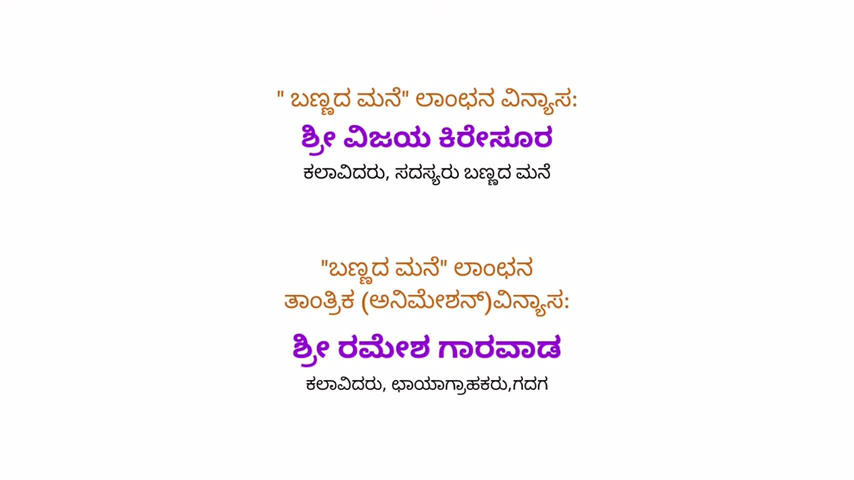 " ಬಣ್ಣದ ಮನೆ" ಲಾಂಛನ ವಿನ್ಯಾಸ:
ಶ್ರೀ ವಿಜಯ ಕಿರೇಸೂರ
ಕಲಾವಿದರು, ಸದಸ್ಯರು ಬಣ್ಣದ ಮನೆ
"ಬಣ್ಣದ ಮನೆ" ಲಾಂಛನ
ತಾಂತ್ರಿಕ (ಅನಿಮೇಶನ್)ವಿನ್ಯಾಸ:
ಶ್ರೀ ರಮೇಶ ಗಾರವಾಡ
ಕಲಾವಿದರು, ಛಾಯಾಗ್ರಾಹಕರು,ಗದಗ